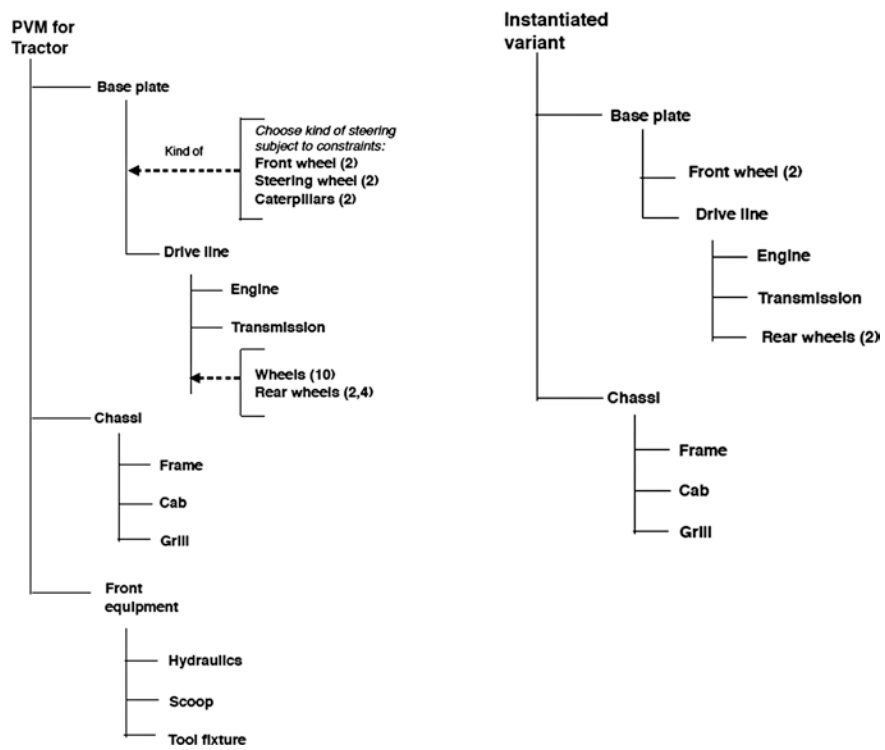 PVM for
Tractor
Base plate
Kind of
Choose kind of steering
subject to constraints:
Front wheel (2)
Steering wheel (2)
Caterpillars (2)
Drive line
Engine
Transmission
Wheels (10)
Rear wheels (2,4)
Chassi
Frame
Cab
Grill
Front
equipment
Hydraulics
Scoop
Tool fixture
Instantiated
variant
Base plate
Front wheel (2)
Drive line
Engine
Transmission
Rear wheels (2)
Chassi
Frame
Cab
Grill